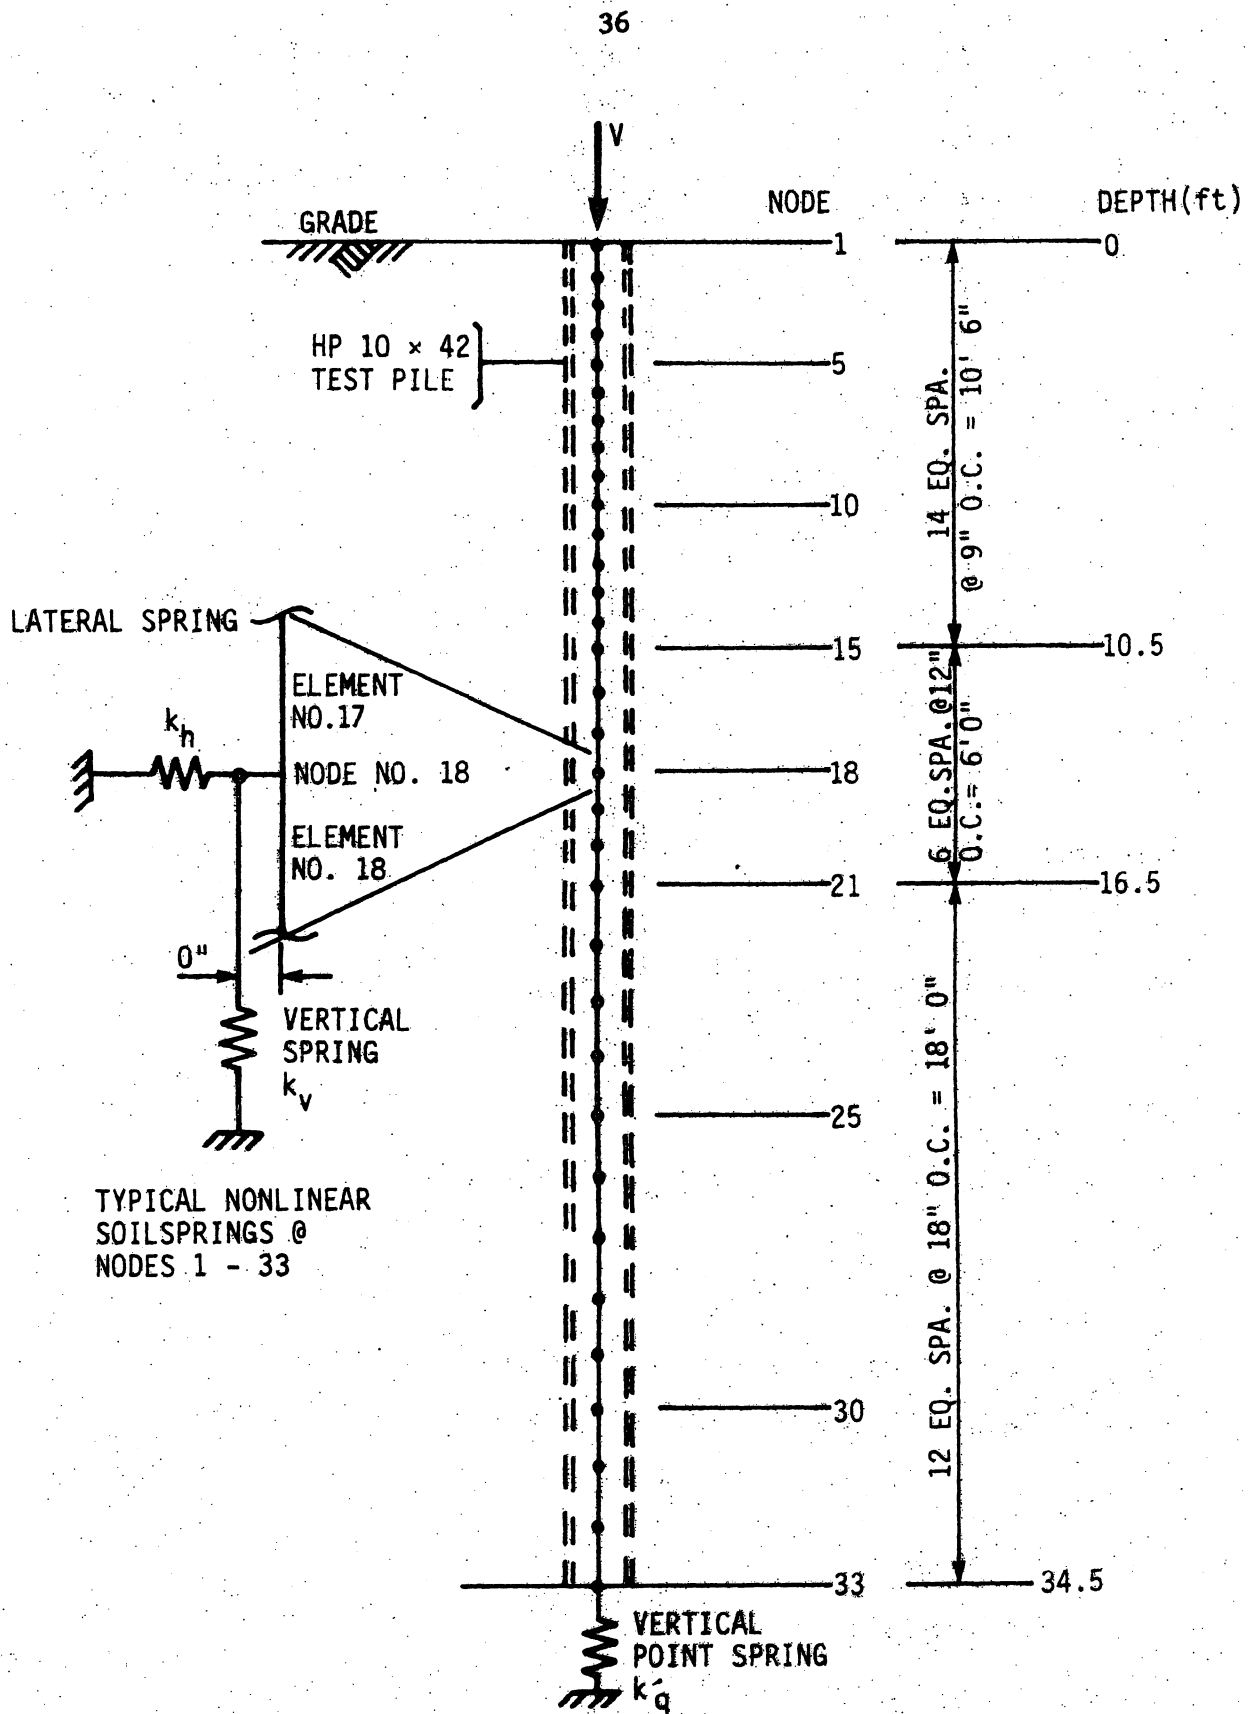 36
V
NODE
DEPTH(ft)
GRADE
1
0
HP 10 × 42
TEST PILE
5
14 EQ. SPA.
@ 9" O.C. = 10' 6"
10
LATERAL SPRING
15
10.5
ELEMENT
NO.17
kh
NODE NO. 18
18
6 EQ.SPA.@12"
O.C.= 6'0"
ELEMENT
NO. 18
21
16.5
0"
VERTICAL
SPRING
kv
25
12 EQ. SPA. @ 18" O.C. = 18' 0"
TYPICAL NONLINEAR
SOILSPRINGS @
NODES 1 - 33
30
33
34.5
VERTICAL
POINT SPRING
k'q